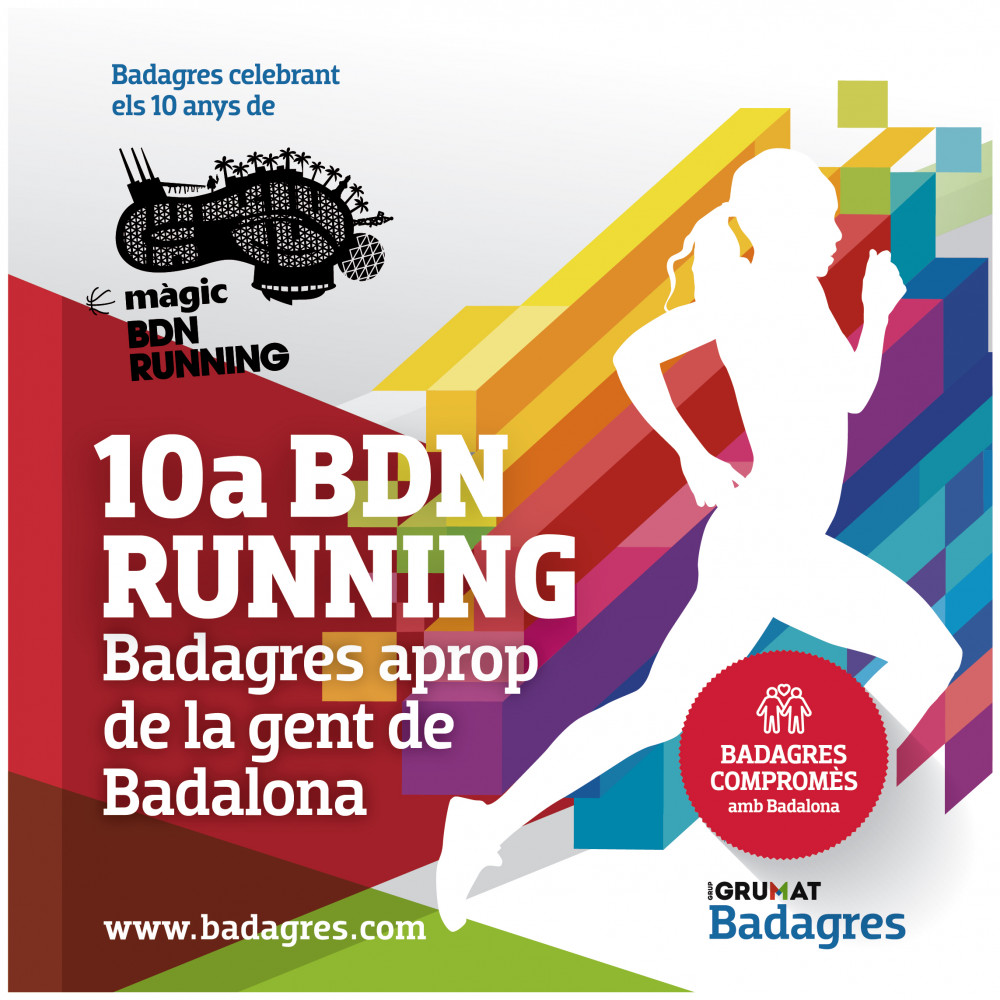 Badagres celebrant
els 10 anys de
màgic
BDN
RUNNING
10a BDN
RUNNING
Badagres aprop
de la gent de
Badalona
BADAGRES
COMPROMÈS
amb Badalona
www.badagres.com
GRUP GRUMAT
Badagres